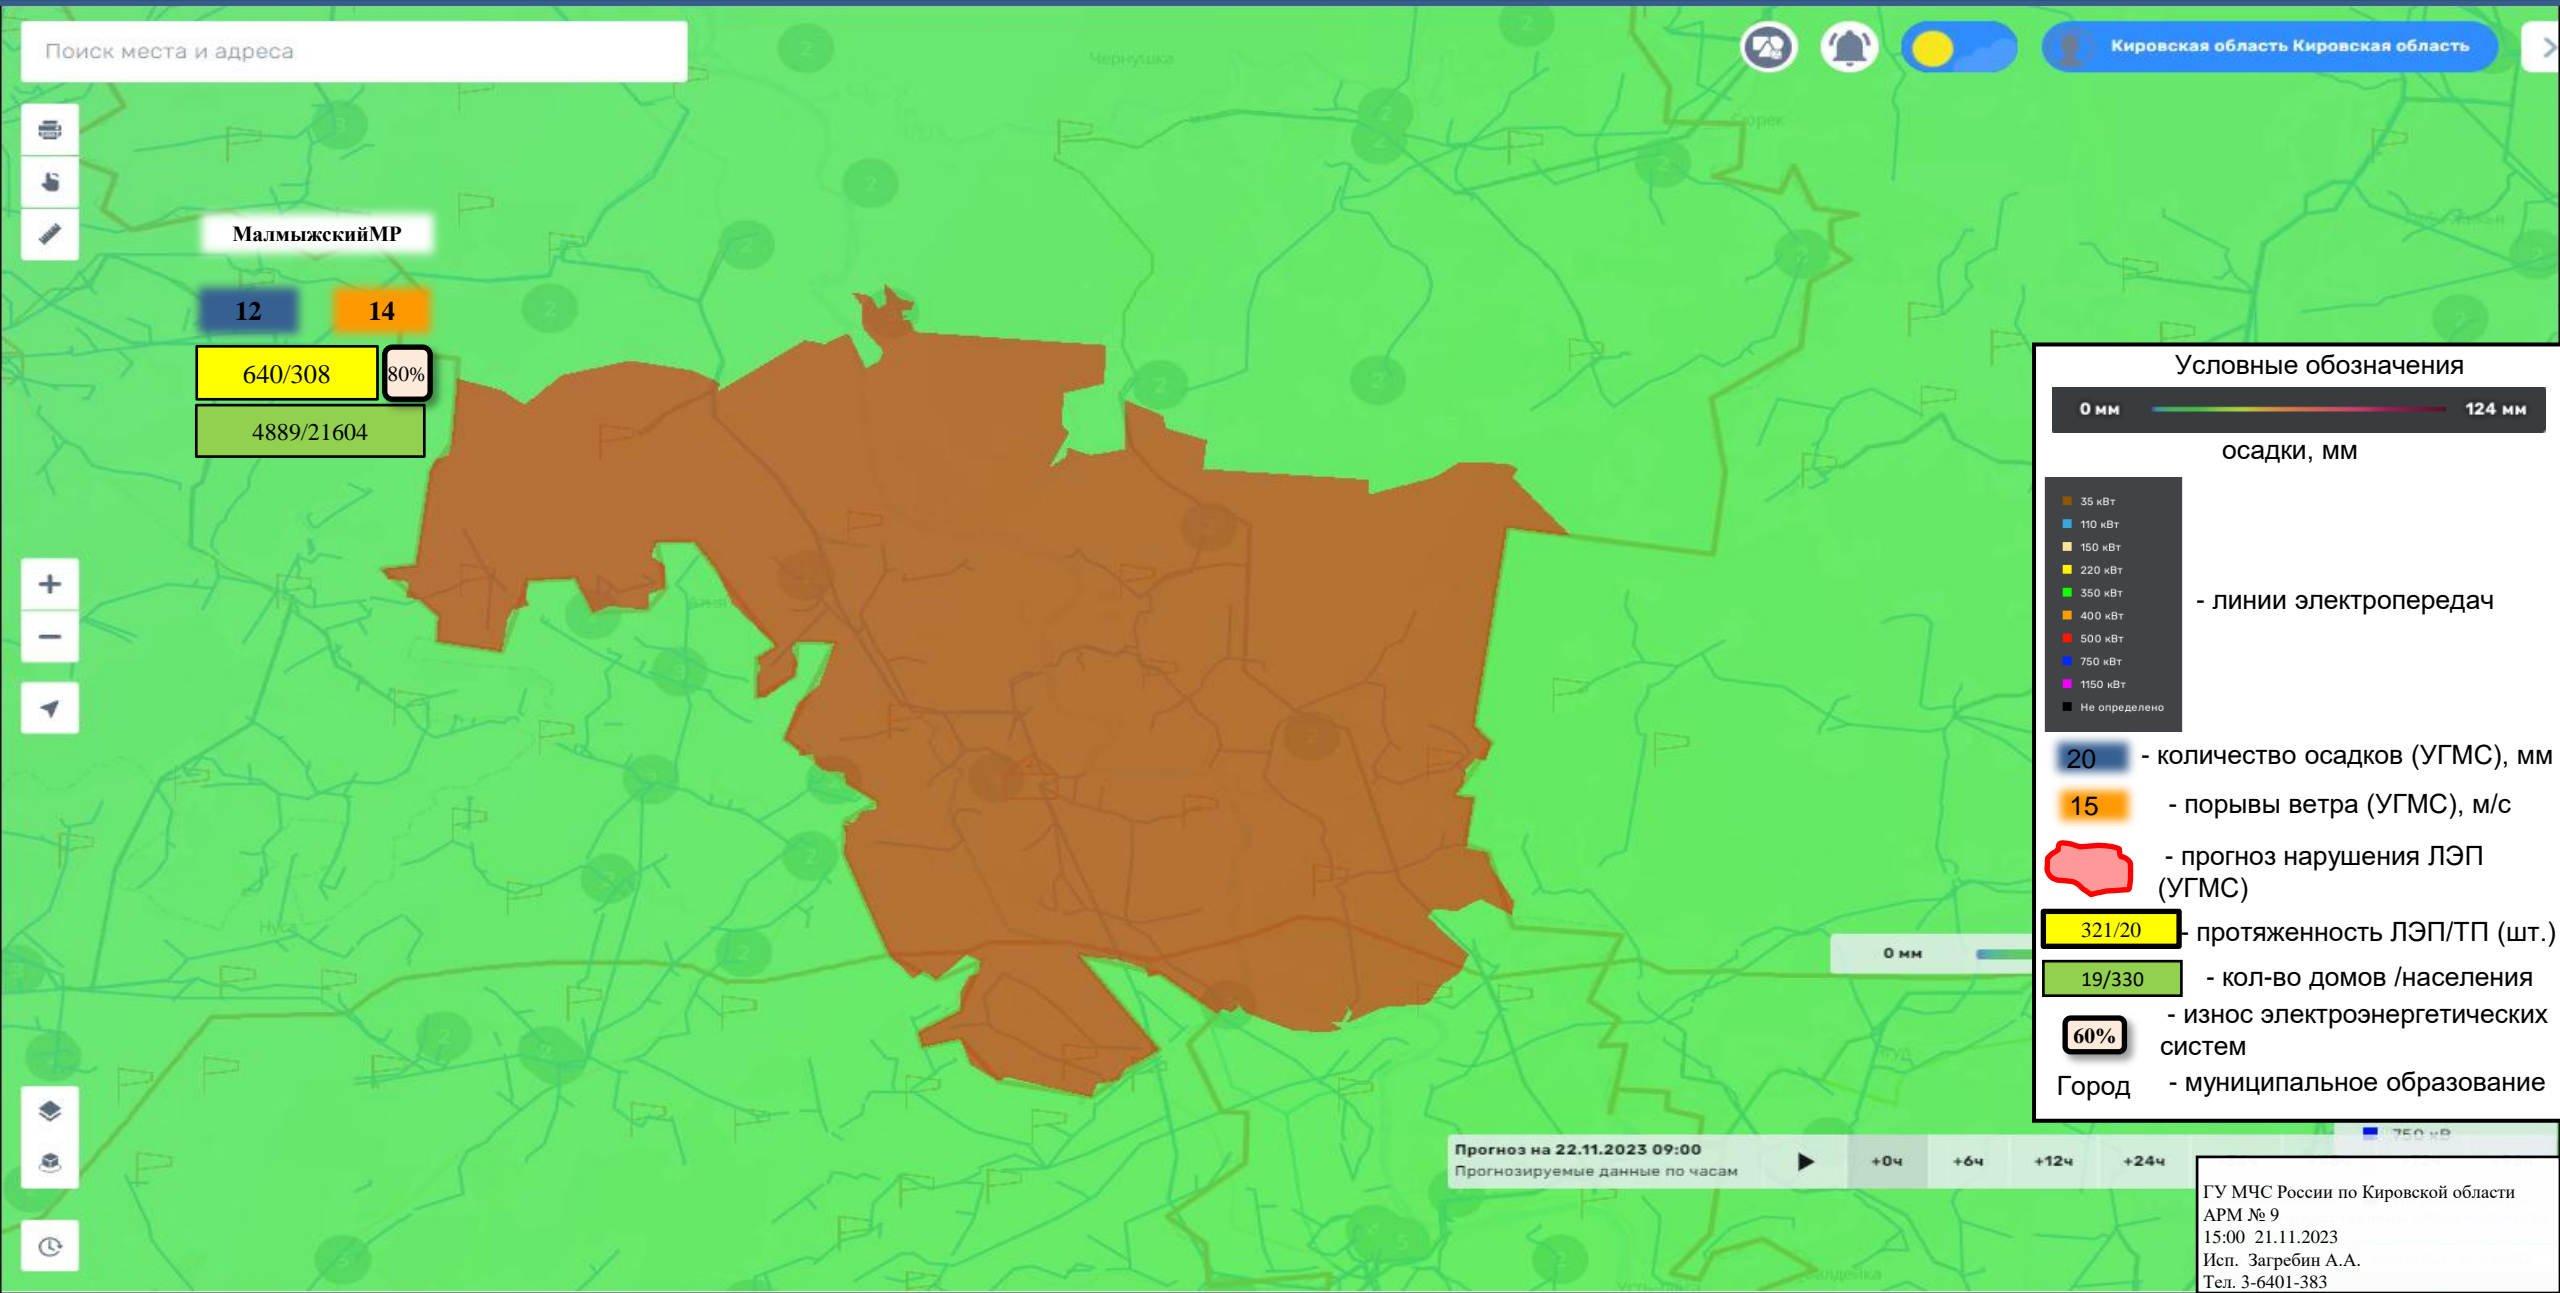 Поиск места и адреса
Чернушка
Кировская область Кировская область
МалмыжскийМР
12
14
640/308
80%
4889/21604
Условные обозначения
0 мм
124 мм
осадки, мм
35 кВт
110 кВт
150 кВт
220 кВт
350 кВт
400 кВт
500 кВт
750 кВт
1150 кВт
Не определено
- линии электропередач
20
- количество осадков (УГМС), мм
15
- порывы ветра (УГМС), м/с
- прогноз нарушения ЛЭП
(УГМС)
321/20
- протяженность ЛЭП/ТП (шт.)
19/330
- кол-во домов /населения
60%
- износ электроэнергетических
систем
Город
- муниципальное образование
0 мм
750 кВ
Прогноз на 22.11.2023 09:00
Прогнозируемые данные по часам
+0ч
+6ч
+12ч
+24ч
ГУ МЧС России по Кировской области
АРМ № 9
15:00 21.11.2023
Исп. Загребин А.А.
Тел. 3-6401-383